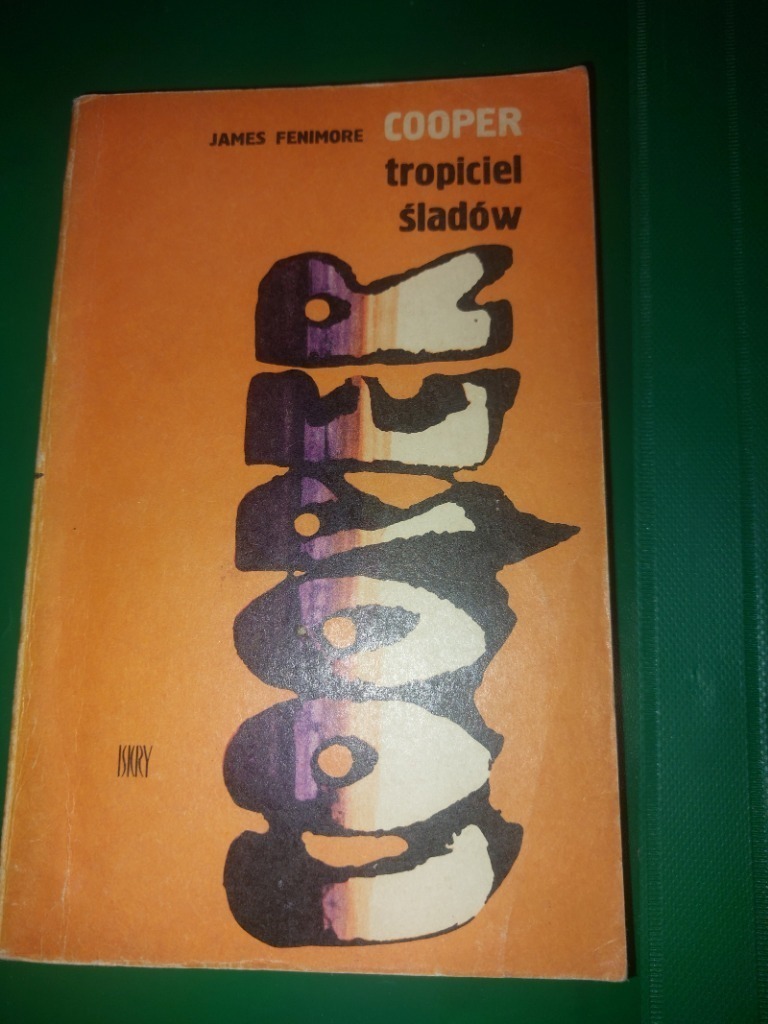 JAMES FENIMORE COOPER
tropiciel
śladów
COOPER
ISKRY